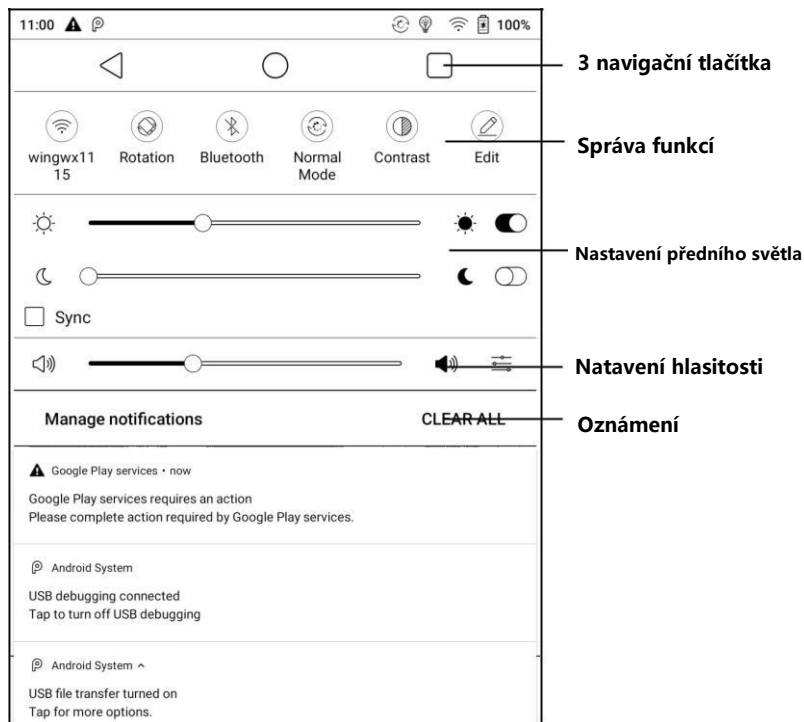 11:00 100%
3 navigační tlačítka
wingwx11 Rotation Bluetooth Normal Contrast Edit
15 Mode
Správa funkcí
Nastavení předního světla
Sync
Natavení hlasitosti
Manage notifications CLEAR ALL
Oznámení
Google Play services • now
Google Play services requires an action
Please complete action required by Google Play services.
Android System
USB debugging connected
Tap to turn off USB debugging
Android System
USB file transfer turned on
Tap for more options.